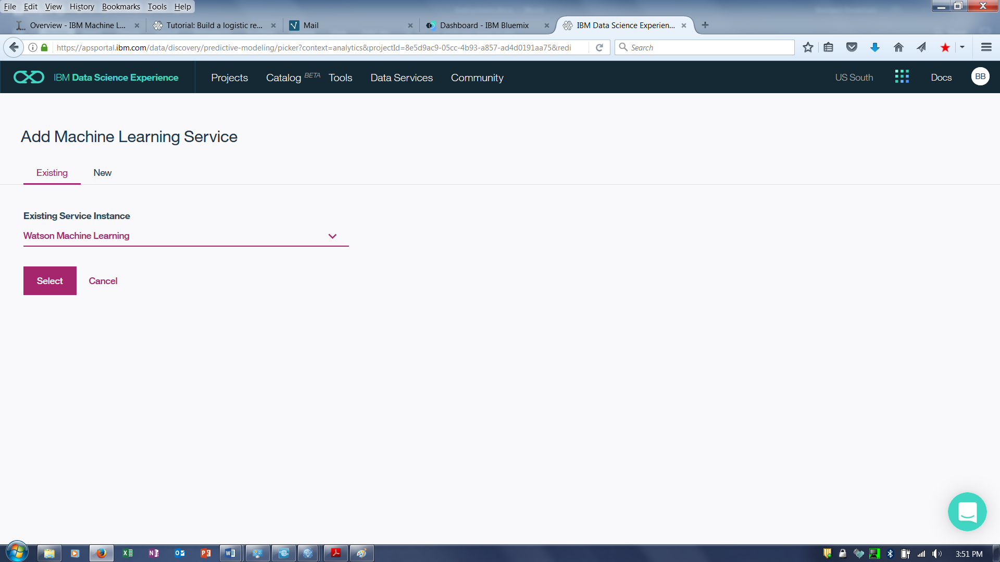 File Edit View History Bookmarks Tools Help
Overview - IBM Machine L...
Tutorial: Build a logistic re...
Mail
Dashboard - IBM Bluemix
IBM Data Science Experien...
https://apsportal.ibm.com/data/discovery/predictive-modeling/picker?context=analytics&projectId=8e5d9ac9-05cc-4b93-a857-ad4d0191aa75&redi
Search
IBM Data Science Experience
Projects
Catalog BETA
Tools
Data Services
Community
US South
Docs
BB
Add Machine Learning Service
Existing
New
Existing Service Instance
Watson Machine Learning
Select
Cancel
3:51 PM